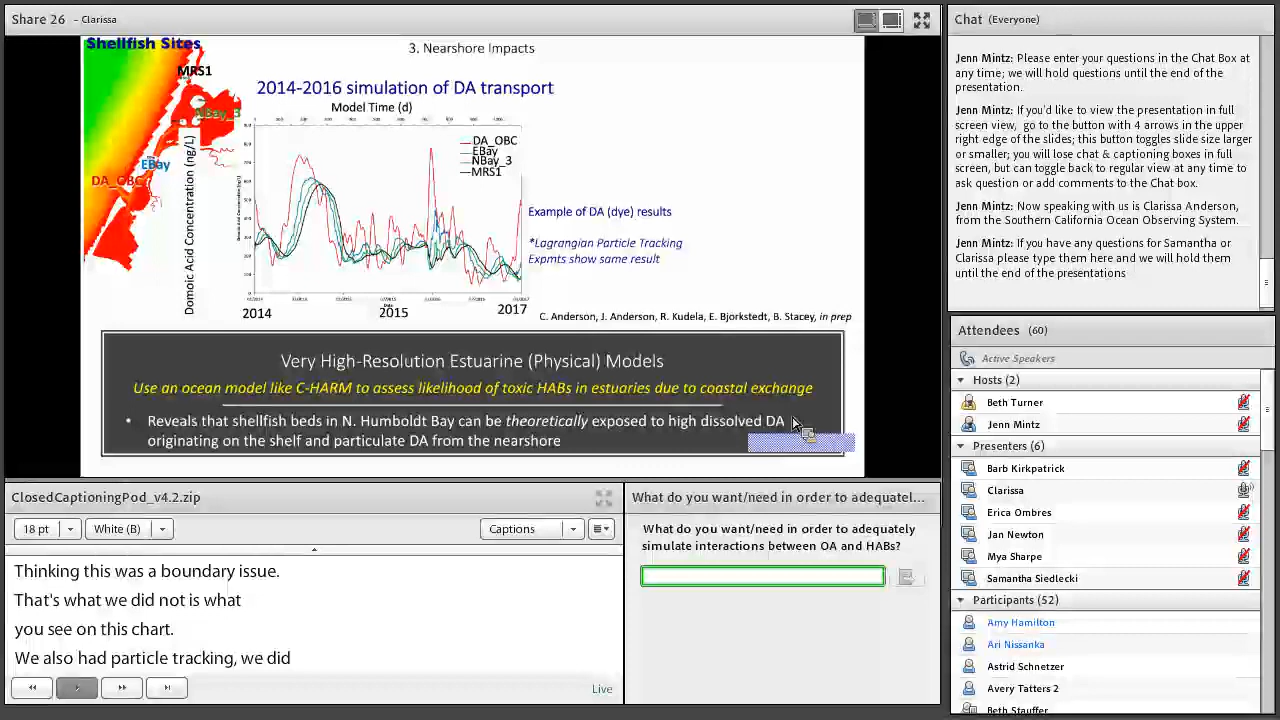 Share 26 - Clarissa
Shellfish Sites
3. Nearshore Impacts
MRS1
NBay_3
EBay
DA_OBC
2014-2016 simulation of DA transport
Model Time (d)
Domoic Acid Concentration (ng/L)
DA_OBC
EBay
NBay_3
MRS1
2014
2015
2017
Example of DA (dye) results
*Lagrangian Particle Tracking
Expmts show same result
C. Anderson, J. Anderson, R. Kudela, E. Bjorkstedt, B. Stacey, in prep
Very High-Resolution Estuarine (Physical) Models
Use an ocean model like C-HARM to assess likelihood of toxic HABs in estuaries due to coastal exchange
• Reveals that shellfish beds in N. Humboldt Bay can be theoretically exposed to high dissolved DA
originating on the shelf and particulate DA from the nearshore
ClosedCaptioningPod_v4.2.zip
18 pt
White (B)
Captions
Thinking this was a boundary issue.
That's what we did not is what
you see on this chart.
We also had particle tracking, we did
Live
What do you want/need in order to adequatel...
What do you want/need in order to adequately
simulate interactions between OA and HABs?
Chat (Everyone)
Jenn Mintz: Please enter your questions in the Chat Box at
any time; we will hold questions until the end of the
presentation.
Jenn Mintz: If you'd like to view the presentation in full
screen view, go to the button with 4 arrows in the upper
right of the slides; this button toggles slide size larger
or smaller; you will lose chat & captioning boxes in full
screen, but can toggle back to regular view at any time to
ask question or add comments to the Chat box.
Jenn Mintz: Now speaking with us is Clarissa Anderson,
from the Southern California Ocean Observing System.
Jenn Mintz: If you have any questions for Samantha or
Clarissa please type them here and we will hold them
until the end of the presentations
Attendees (60)
Active Speakers
Hosts (2)
Beth Turner
Jenn Mintz
Presenters (6)
Barb Kirkpatrick
Clarissa
Erica Ombres
Jan Newton
Mya Sharpe
Samantha Siedlecki
Participants (52)
Amy Hamilton
Ari Nissanka
Astrid Schnetzer
Avery Tatters 2
Beth Stauffer